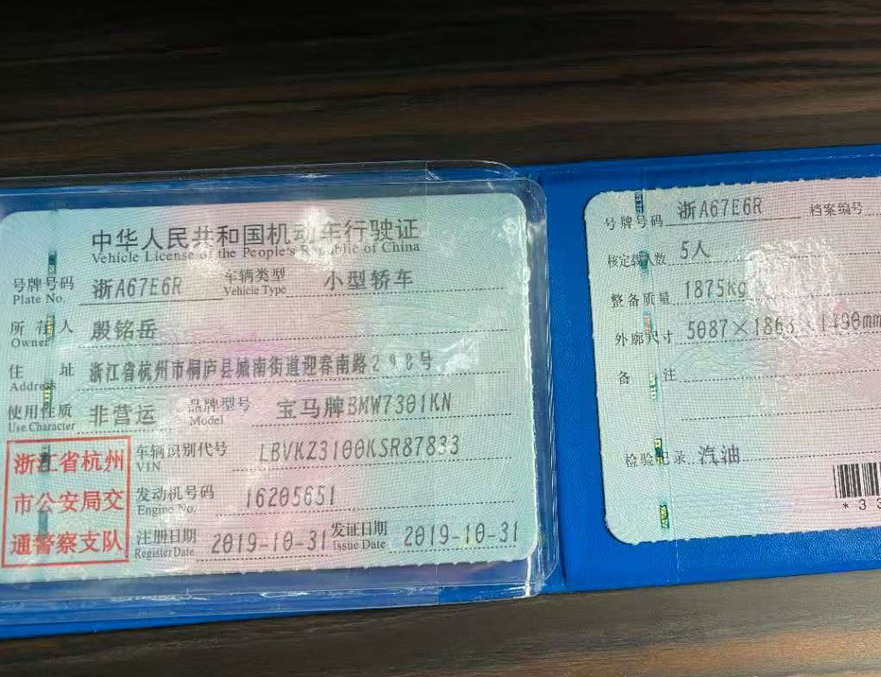 中华人民共和国机动车行驶证
Vehicle License of the People's Republic of China
号牌号码 浙A67E6R 车辆类型 小型轿车
Plate No. Vehicle Type
所有人 殷铭岳
Owner
住址 浙江省杭州市桐庐县城南街道迎春南路298号
Address
使用性质 非营运 品牌型号 宝马牌BMW7301KN
Use Character Model
浙江省杭州
市公安局交
通警察支队
车辆识别代号 LBVKZ3100KSR87833
VIN
发动机号码 16205651
Engine No.
注册日期 2019-10-31 发证日期 2019-10-31
Register Date Issue Date
号牌号码 浙A67E6R 档案编号
核定载人数 5人
整备质量 1875kg
外廓尺寸 5087×1868×1490mm
备注
检验记录 汽油